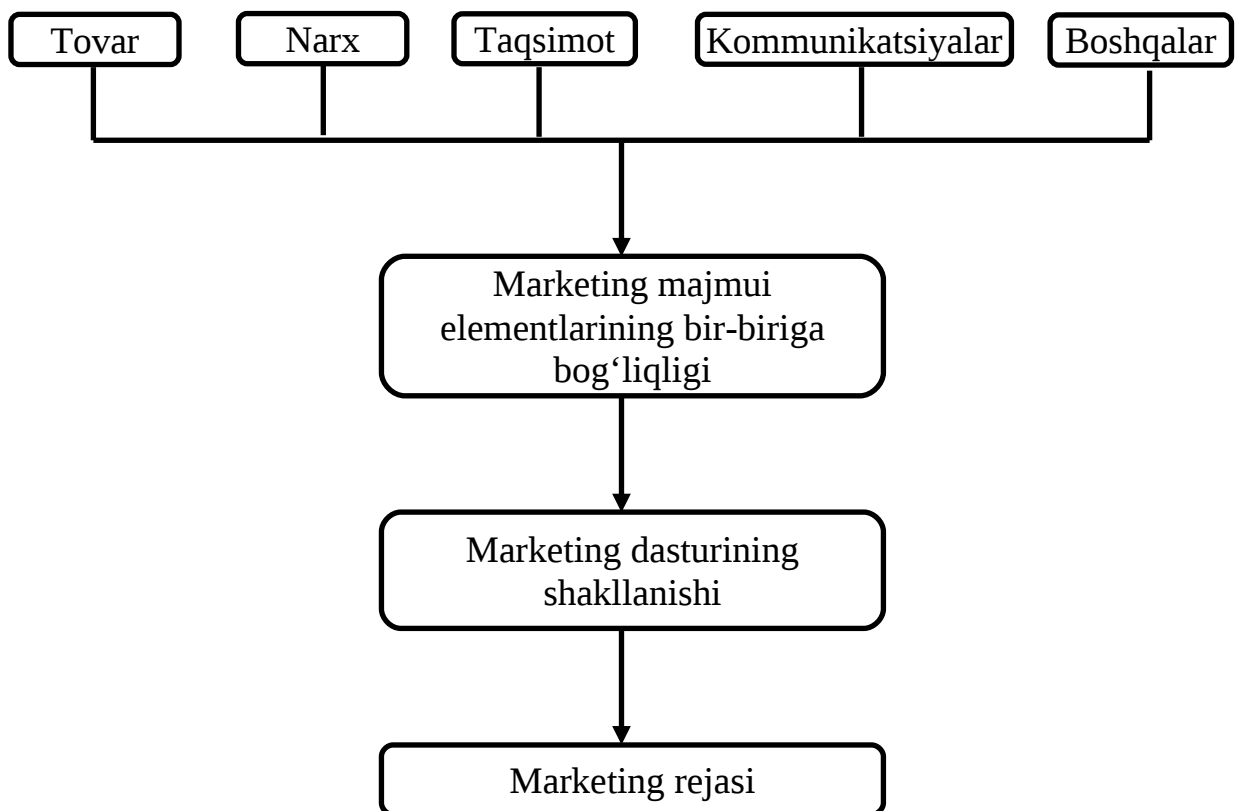 Tovar
Narx
Taqsimot
Kommunikatsiyalar
Boshqalar
Marketing majmui
elementlarining bir-biriga
bog‘liqligi
Marketing dasturining
shakllanishi
Marketing rejasi